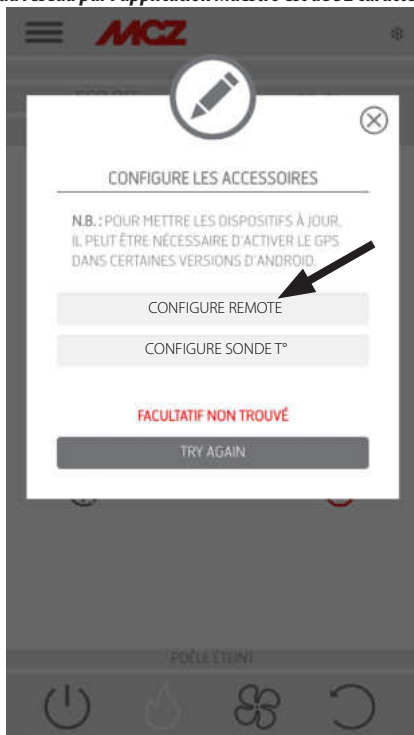 MCZ
CONFIGURE LES ACCESSOIRES
N.B. : POUR METTRE LES DISPOSITIFS À JOUR,
IL PEUT ÊTRE NÉCESSAIRE D'ACTIVER LE GPS
DANS CERTAINES VERSIONS D'ANDROID.
CONFIGURE REMOTE
CONFIGURE SONDE T°
FACULTATIF NON TROUVÉ
TRY AGAIN
POÊLE ÉTEINT